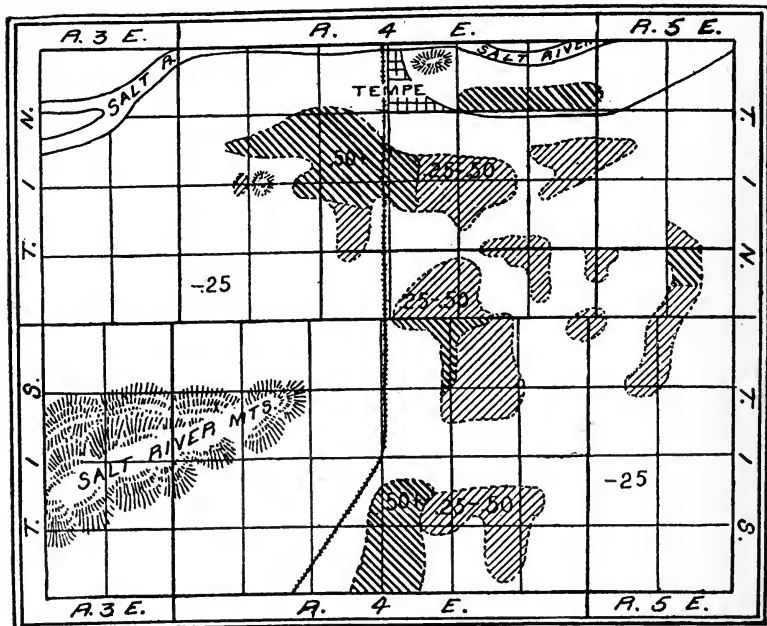 R. 3 E.
R. 4 E.
R. 5 E.
SALT R.
SALT RIVER
TEMPE
T. 1 N.
T. 1 N.
.50+
.25-.50
-.25
.25-.50
T. 1 S.
T. 1 S.
SALT RIVER MTS.
-.25
.50+
.25-.50
R. 3 E.
R. 4 E.
R. 5 E.